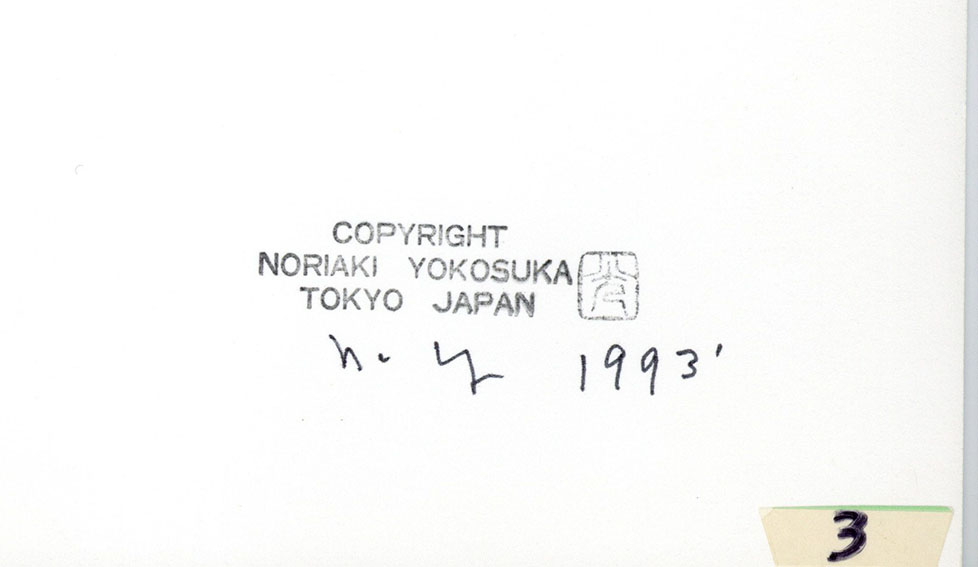 COPYRIGHT
NORIAKI YOKOSUKA
TOKYO JAPAN
n. y 1993'
3